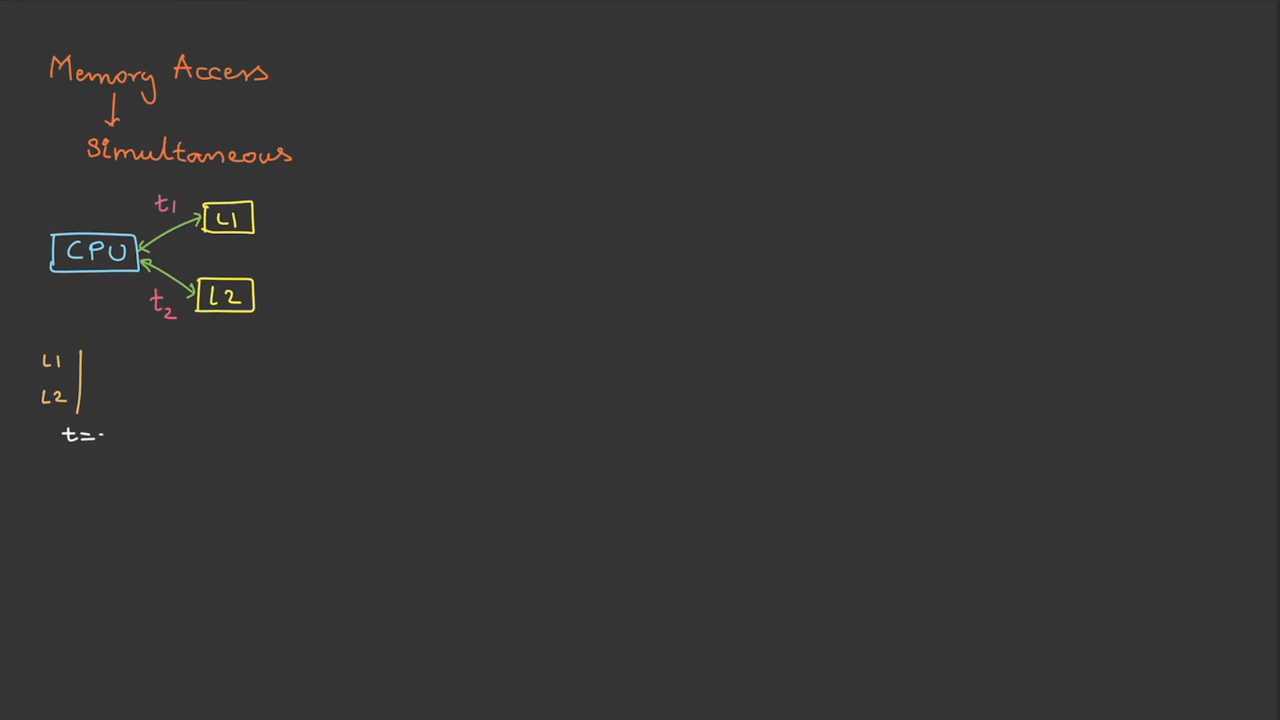 Memory Access
Simultaneous
t1
L1
CPU
t2
L2
L1
L2
t=